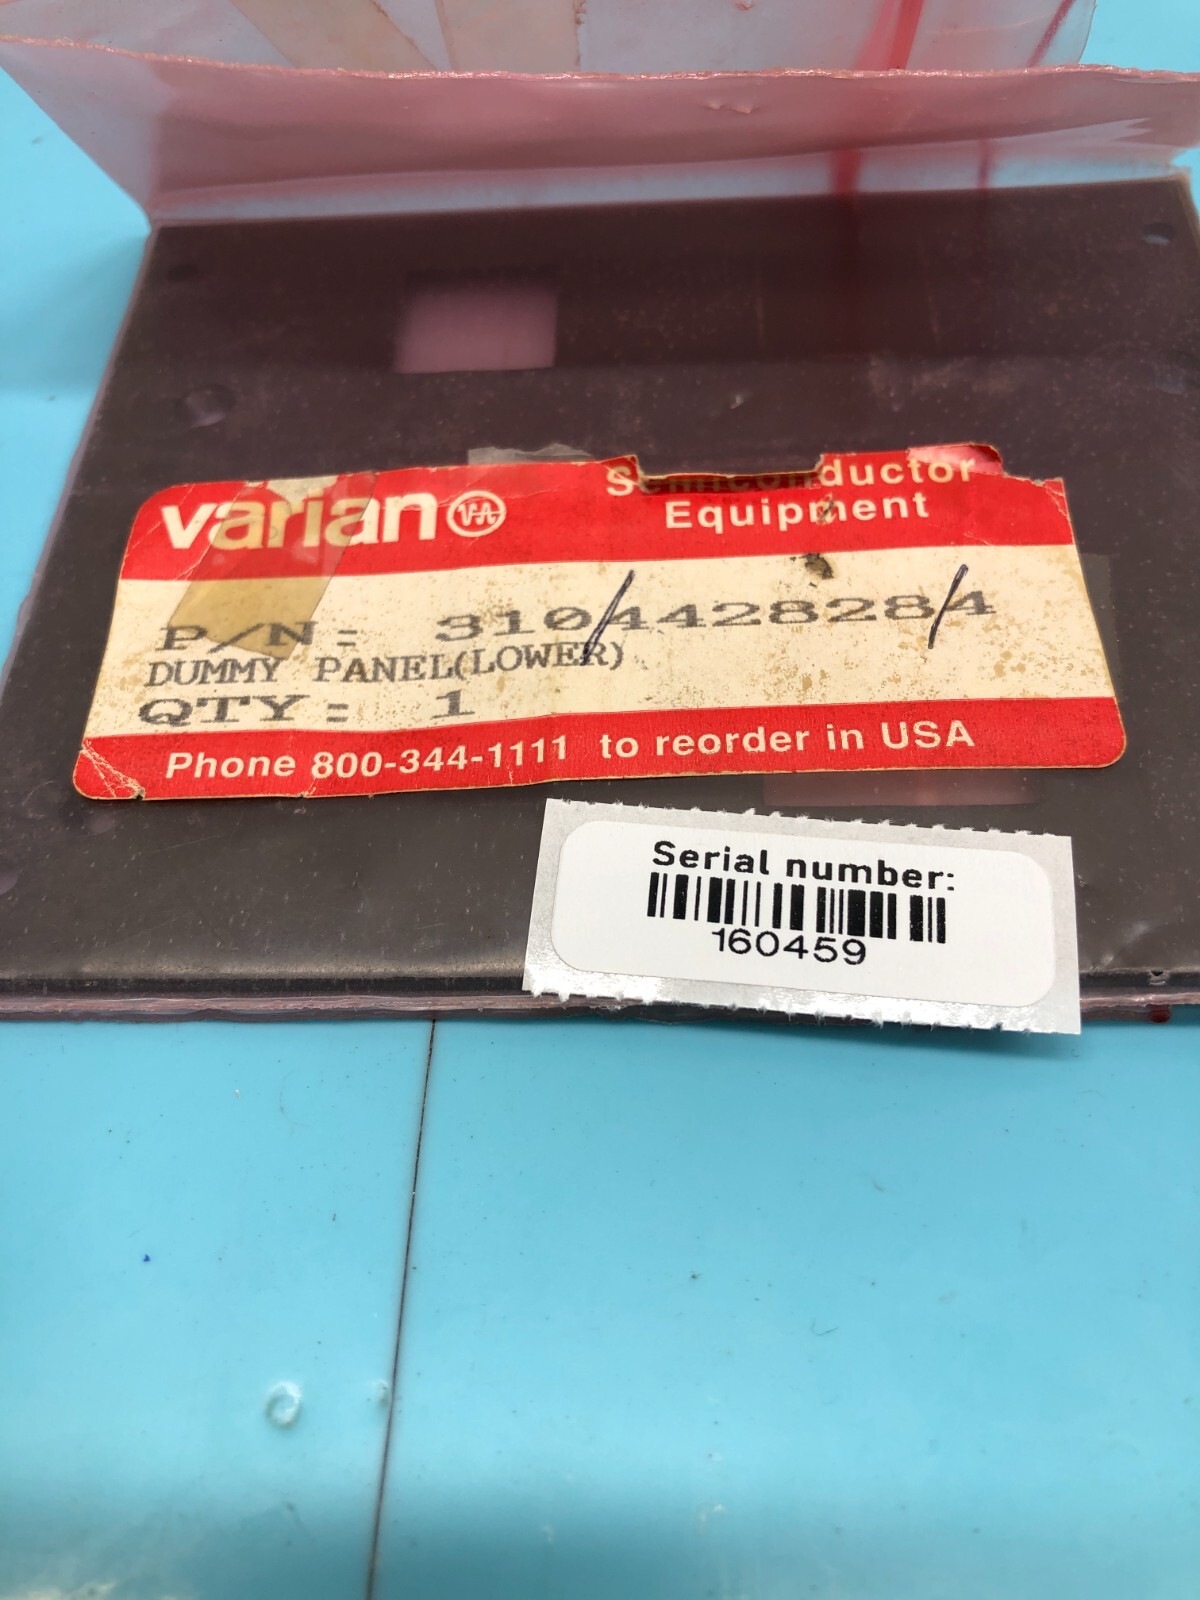 varian VA
Semiconductor
Equipment
P/N: 310/442828/4
DUMMY PANEL(LOWER)
QTY: 1
Phone 800-344-1111 to reorder in USA
Serial number:
160459